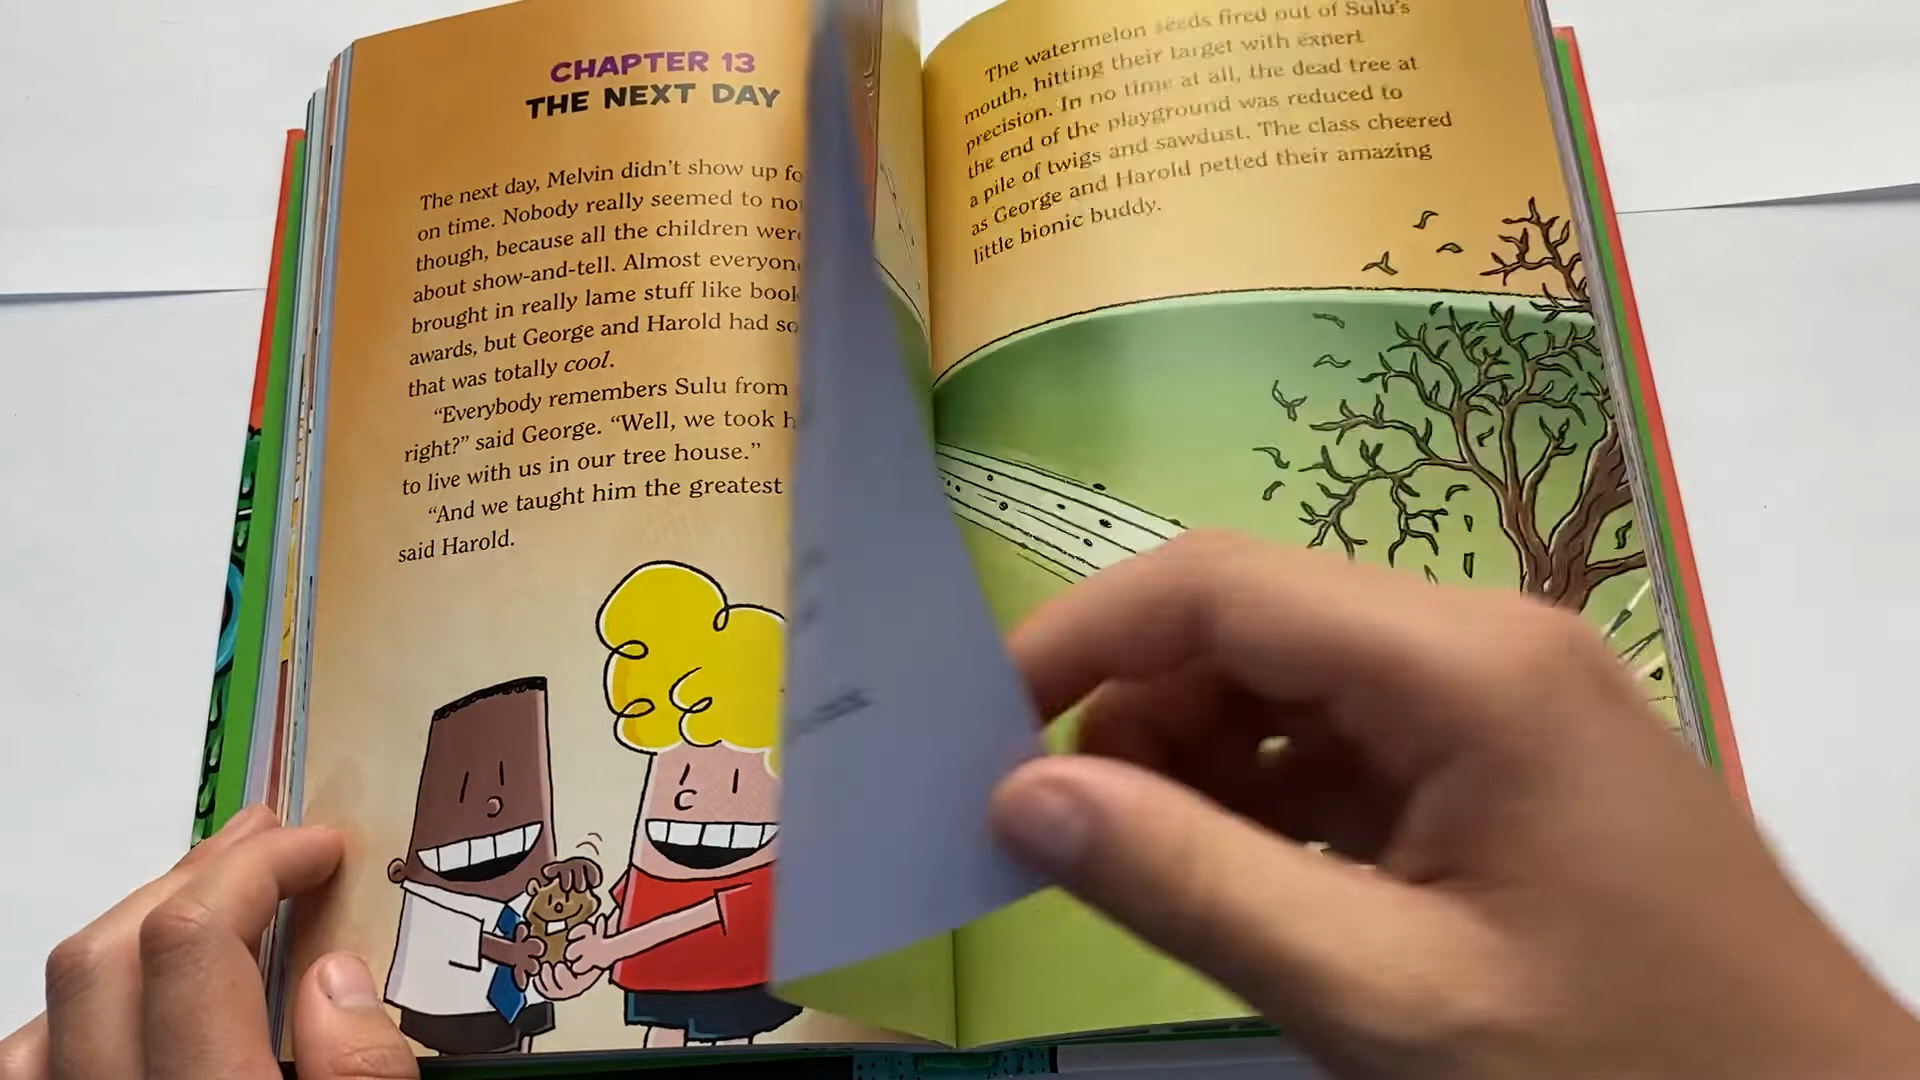 CHAPTER 13
THE NEXT DAY
The next day, Melvin didn't show up fo
on time. Nobody really seemed to no
though, because all the children were
about show-and-tell. Almost everyone
brought in really lame stuff like book
awards, but George and Harold had so
that was totally cool.
“Everybody remembers Sulu from
right?” said George. “Well, we took h
to live with us in our tree house.”
“And we taught him the greatest
said Harold.
The watermelon seeds fired out of Sulu's
mouth, hitting their target with expert
precision. In no time at all, the dead tree at
the end of the playground was reduced to
a pile of twigs and sawdust. The class cheered
as George and Harold petted their amazing
little bionic buddy.